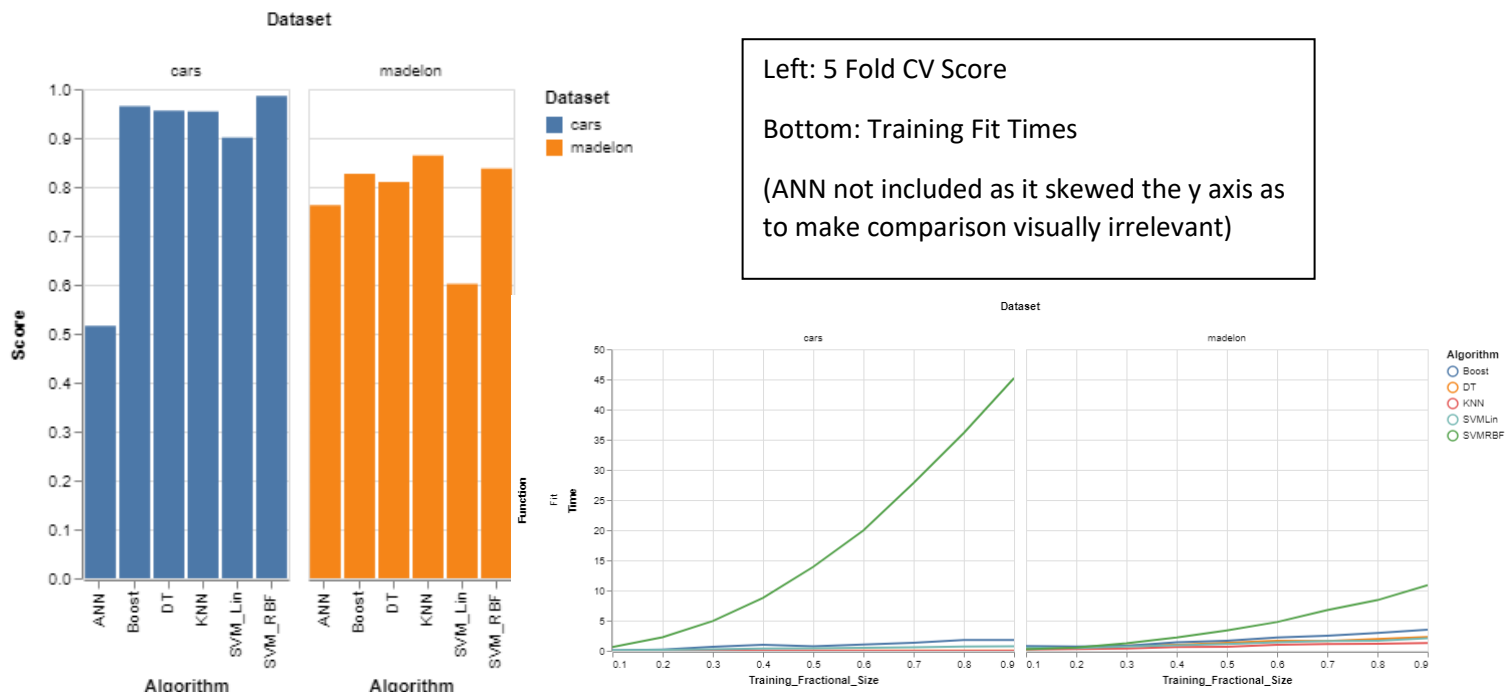 Dataset
cars madelon
1.0
0.9
0.8
0.7
0.6
0.5
0.4
0.3
0.2
0.1
0.0
Score
ANN
Boost
DT
KNN
SVM_Lin
SVM_RBF
ANN
Boost
DT
KNN
SVM_Lin
SVM_RBF
Algorithm Algorithm
Dataset
cars
madelon
Left: 5 Fold CV Score
Bottom: Training Fit Times
(ANN not included as it skewed the y axis as
to make comparison visually irrelevant)
Dataset
cars madelon
Function
Fit
Time
50
45
40
35
30
25
20
15
10
5
0
0.1 0.2 0.3 0.4 0.5 0.6 0.7 0.8 0.9
0.1 0.2 0.3 0.4 0.5 0.6 0.7 0.8 0.9
Training_Fractional_Size Training_Fractional_Size
Algorithm
Boost
DT
KNN
SVMLin
SVMRBF